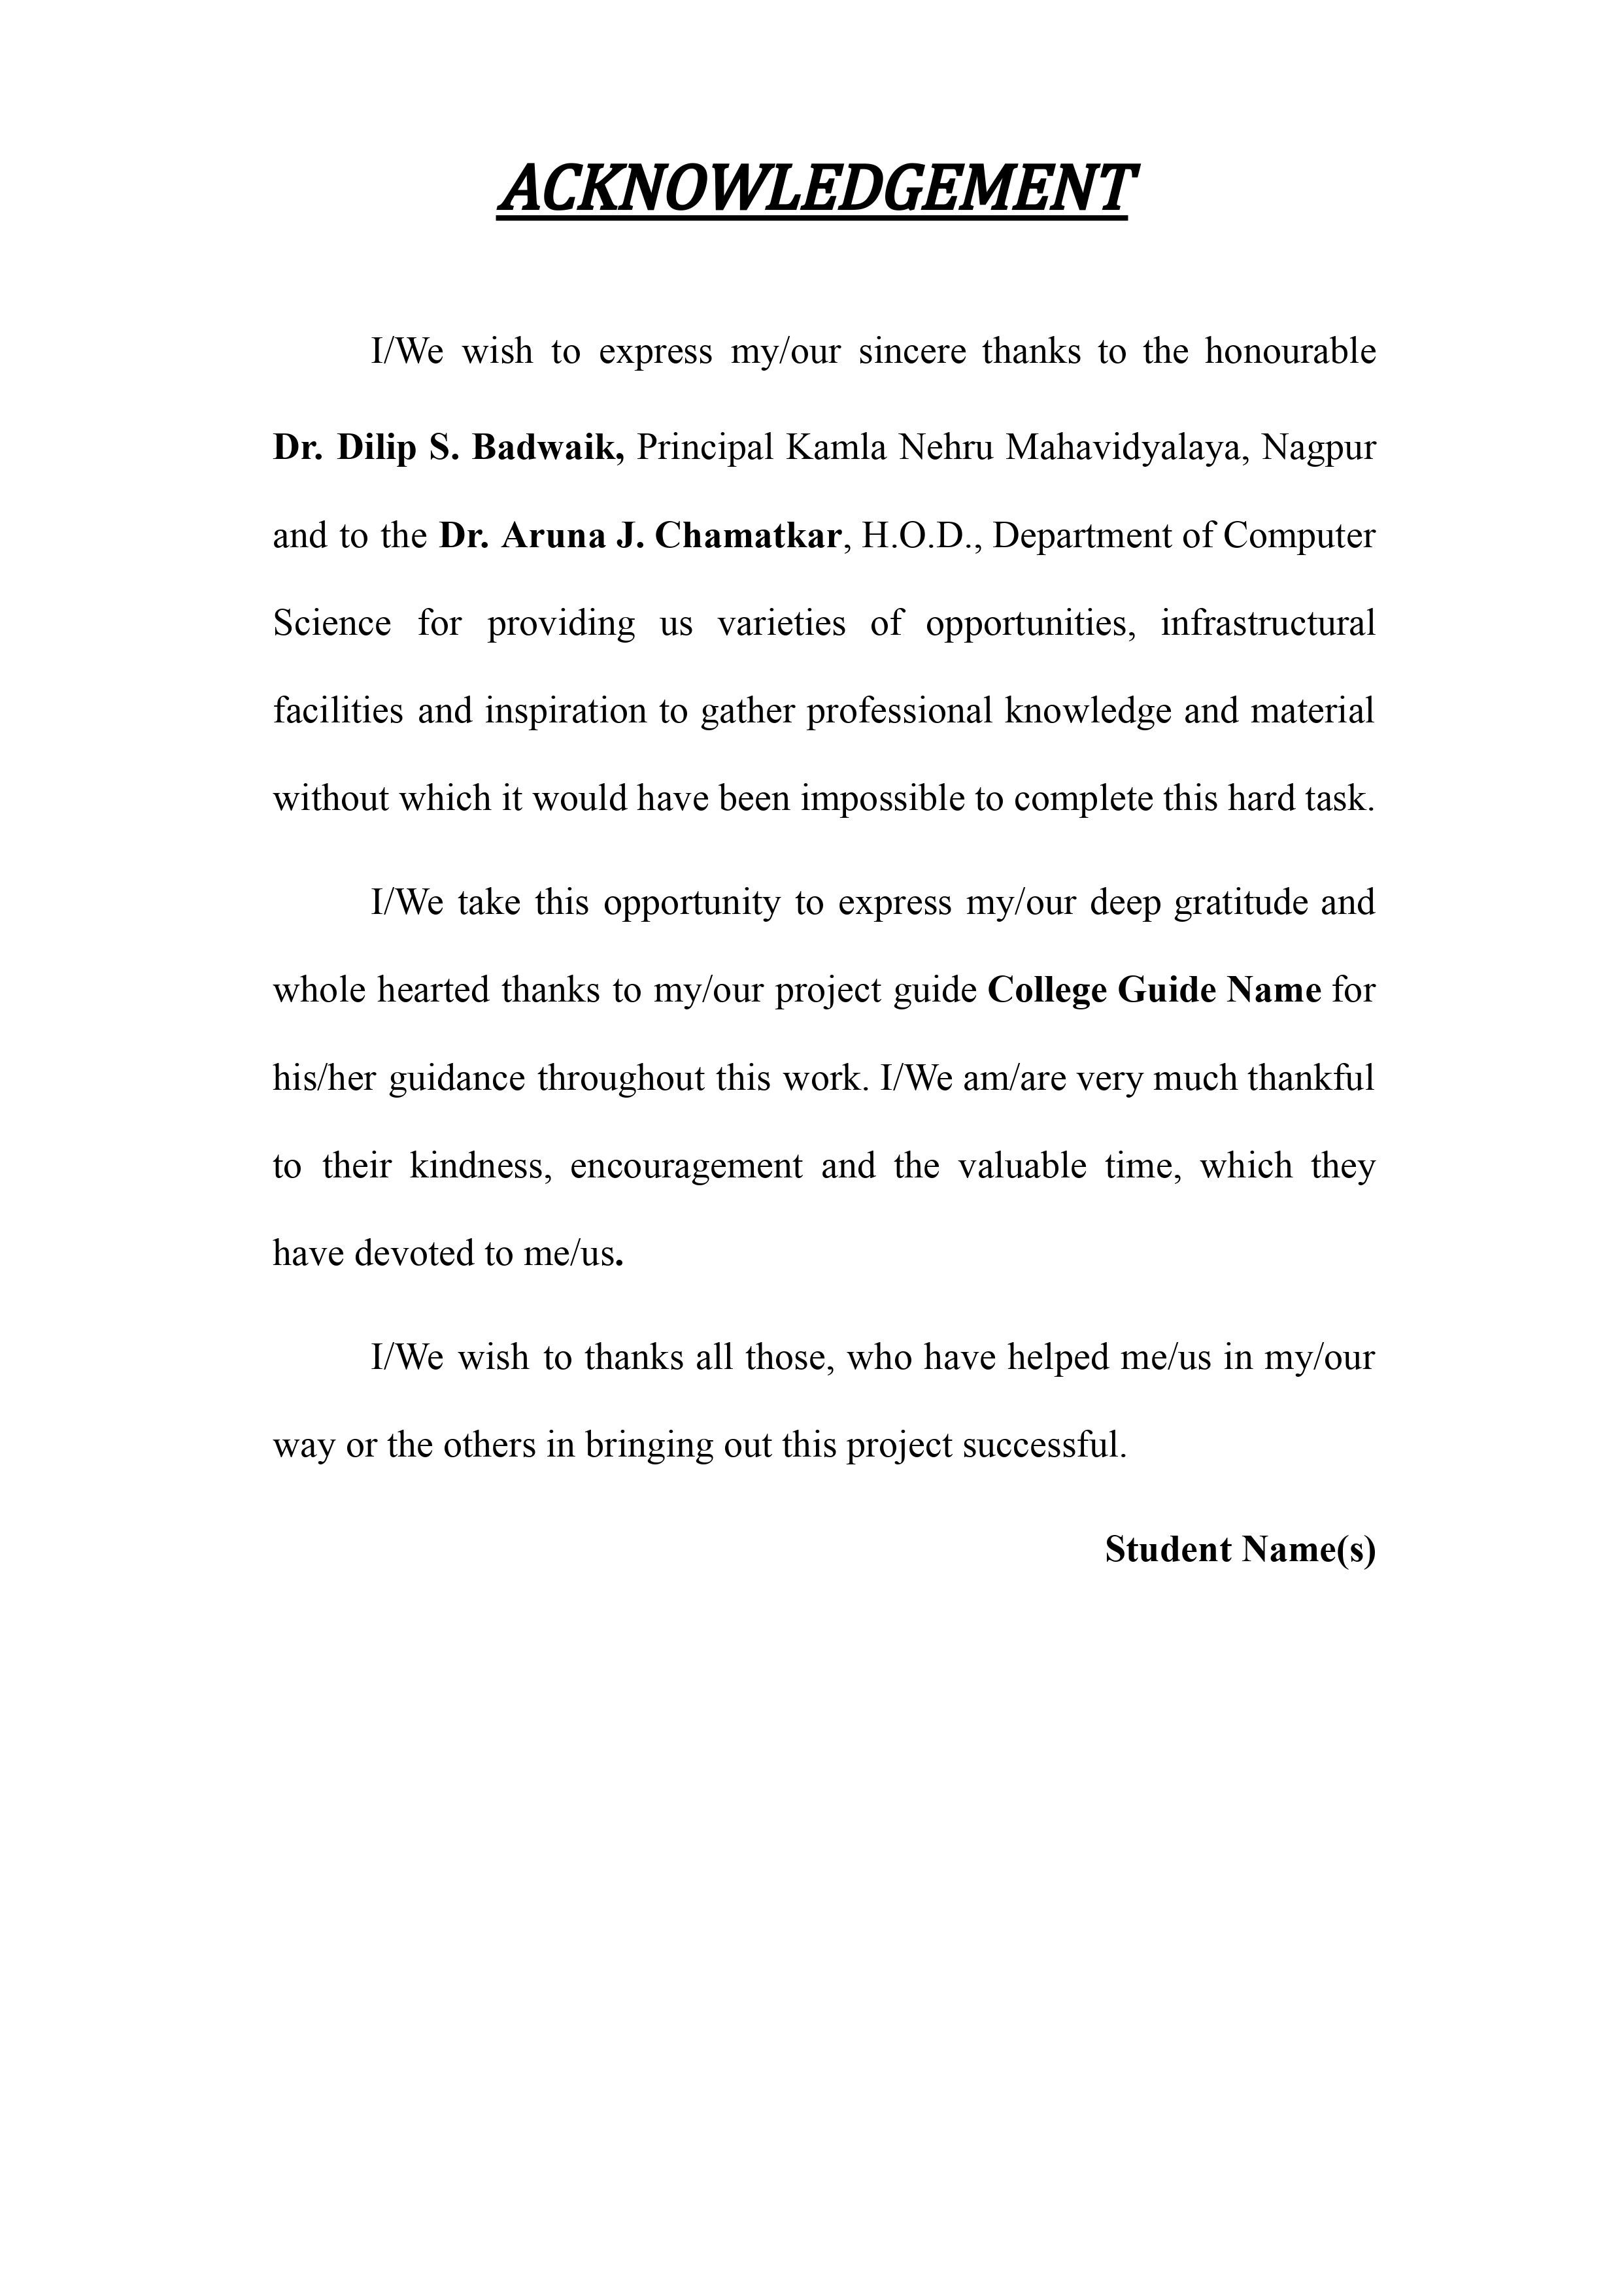 ACKNOWLEDGEMENT
I/We wish to express my/our sincere thanks to the honourable
Dr. Dilip S. Badwaik, Principal Kamla Nehru Mahavidyalaya, Nagpur
and to the Dr. Aruna J. Chamatkar, H.O.D., Department of Computer
Science for providing us varieties of opportunities, infrastructural
facilities and inspiration to gather professional knowledge and material
without which it would have been impossible to complete this hard task.
I/We take this opportunity to express my/our deep gratitude and
whole hearted thanks to my/our project guide College Guide Name for
his/her guidance throughout this work. I/We am/are very much thankful
to their kindness, encouragement and the valuable time, which they
have devoted to me/us.
I/We wish to thanks all those, who have helped me/us in my/our
way or the others in bringing out this project successful.
Student Name(s)